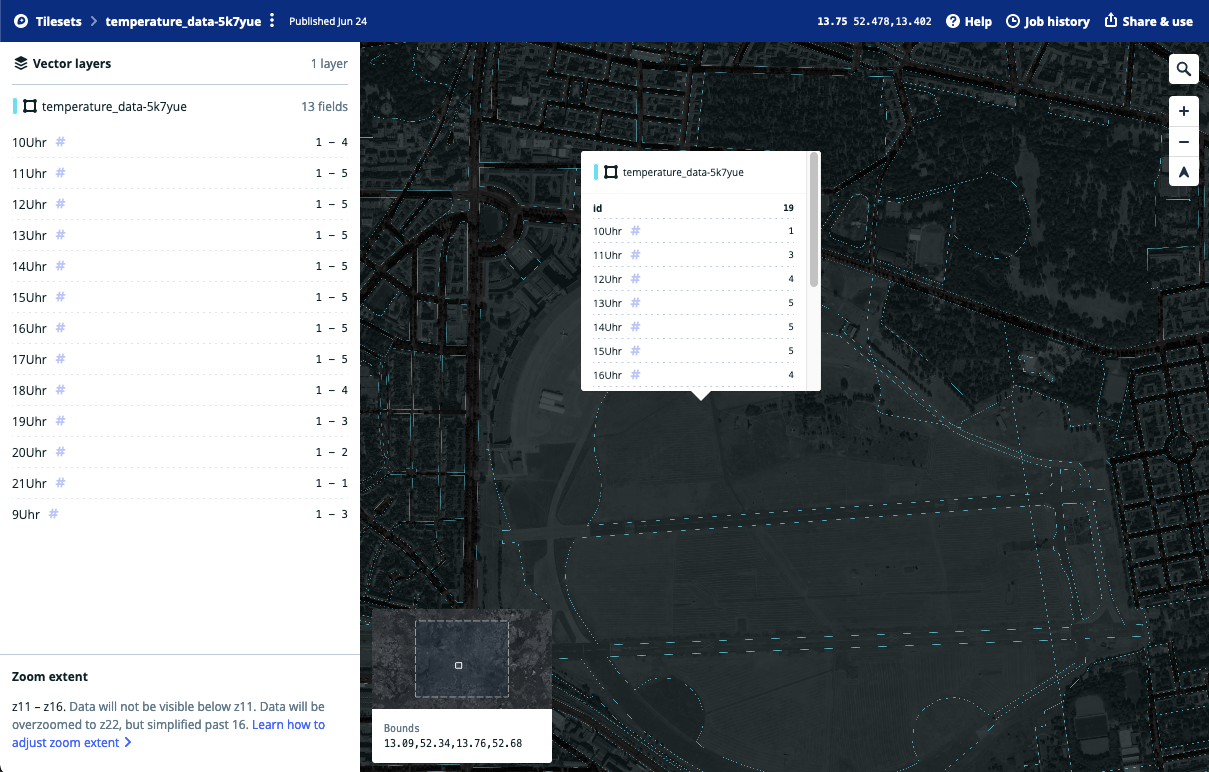 Tilesets > temperature_data-5k7yue Published Jun 24 13.75 52.478,13.402 Help Job history Share & use
Vector layers 1 layer
temperature_data-5k7yue 13 fields
10Uhr # 1 – 4
11Uhr # 1 – 5
12Uhr # 1 – 5
13Uhr # 1 – 5
14Uhr # 1 – 5
15Uhr # 1 – 5
16Uhr # 1 – 5
17Uhr # 1 – 5
18Uhr # 1 – 4
19Uhr # 1 – 3
20Uhr # 1 – 2
21Uhr # 1 – 1
9Uhr # 1 – 3
Zoom extent
z11 – z16. Data will not be visible below z11. Data will be
overzoomed to z22, but simplified past 16. Learn how to
adjust zoom extent >
temperature_data-5k7yue
id 19
10Uhr # 1
11Uhr # 3
12Uhr # 4
13Uhr # 5
14Uhr # 5
15Uhr # 5
16Uhr # 4
Bounds
13.09,52.34,13.76,52.68